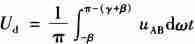 U_d = \frac{1}{\pi} \int_{-\beta}^{\pi-(\gamma+\beta)} u_{AB} d\omega t